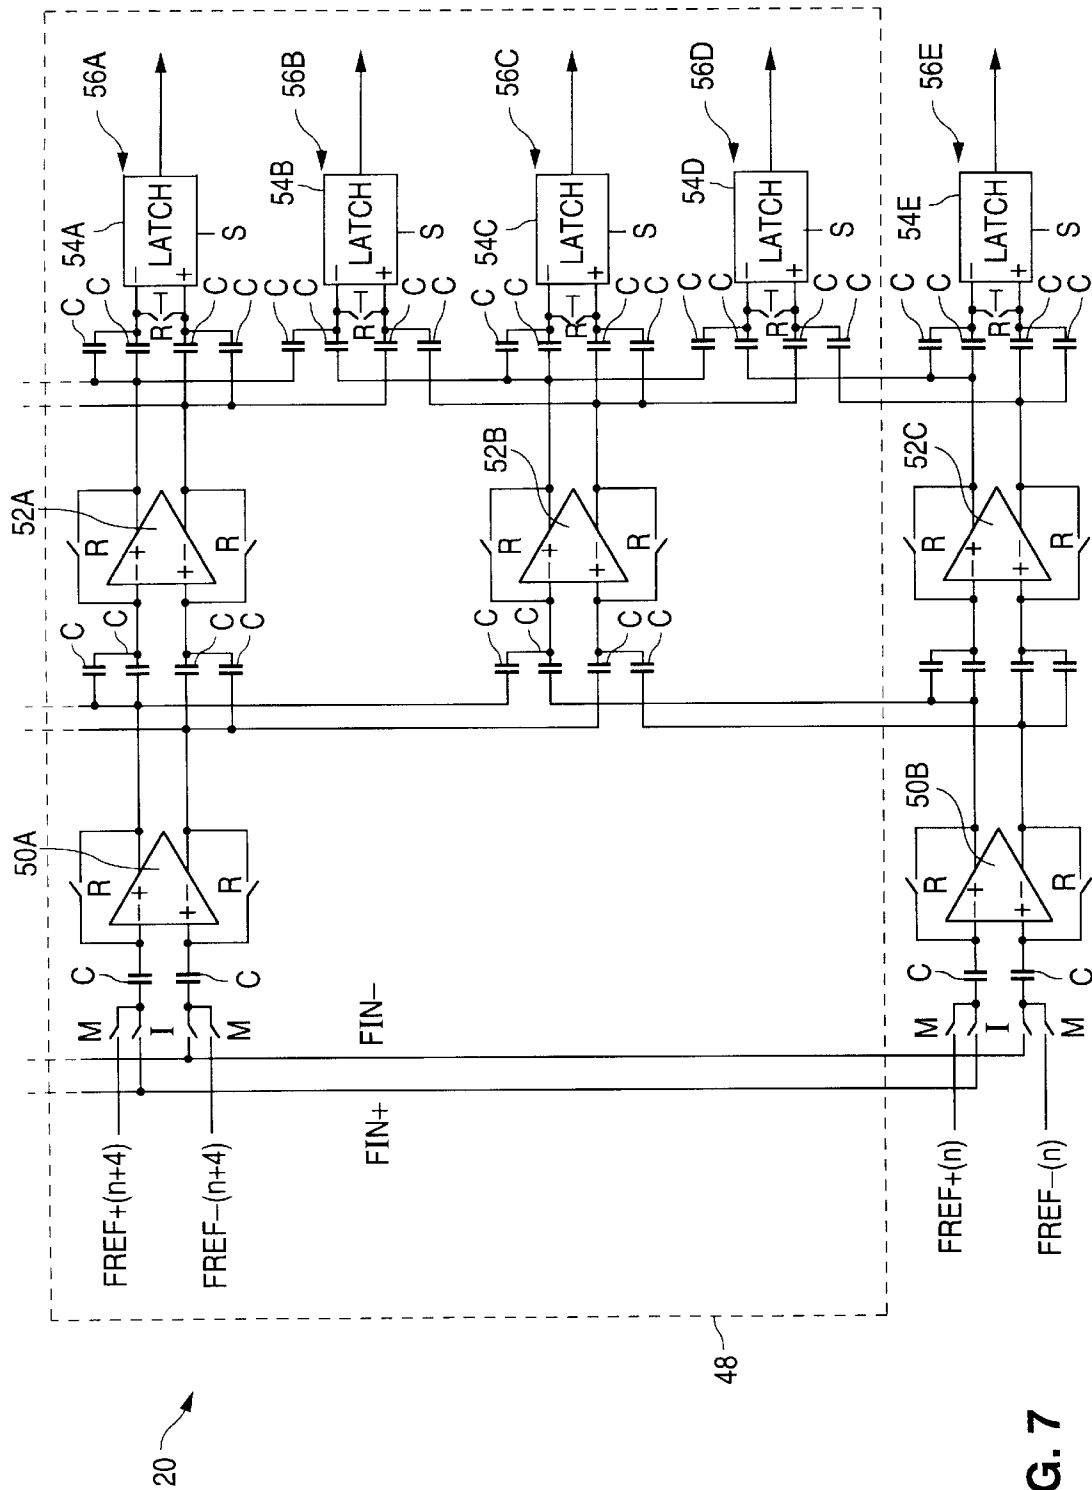 52A
50A
54A
56A
LATCH
S
C
C
C
C
R
T
R
R
C
C
C
C
C
C
M
I
M
FREF+(n+4)
FREF−(n+4)
54B
56B
LATCH
S
C
C
C
C
R
T
FIN−
FIN+
54C
56C
LATCH
S
C
C
C
C
R
T
52B
R
R
C
C
C
C
54D
56D
LATCH
S
C
C
C
C
R
T
54E
56E
LATCH
S
C
C
C
C
R
T
52C
R
R
50B
R
R
C
C
M
I
M
FREF+(n)
FREF−(n)
48
20
G. 7